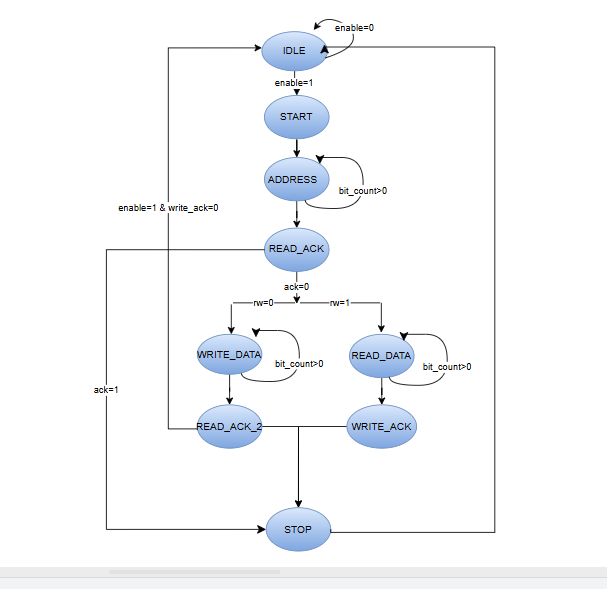 enable=0
IDLE
enable=1
START
ADDRESS
bit_count>0
enable=1 & write_ack=0
READ_ACK
ack=0
rw=0
rw=1
WRITE_DATA
READ_DATA
bit_count>0
bit_count>0
ack=1
READ_ACK_2
WRITE_ACK
STOP